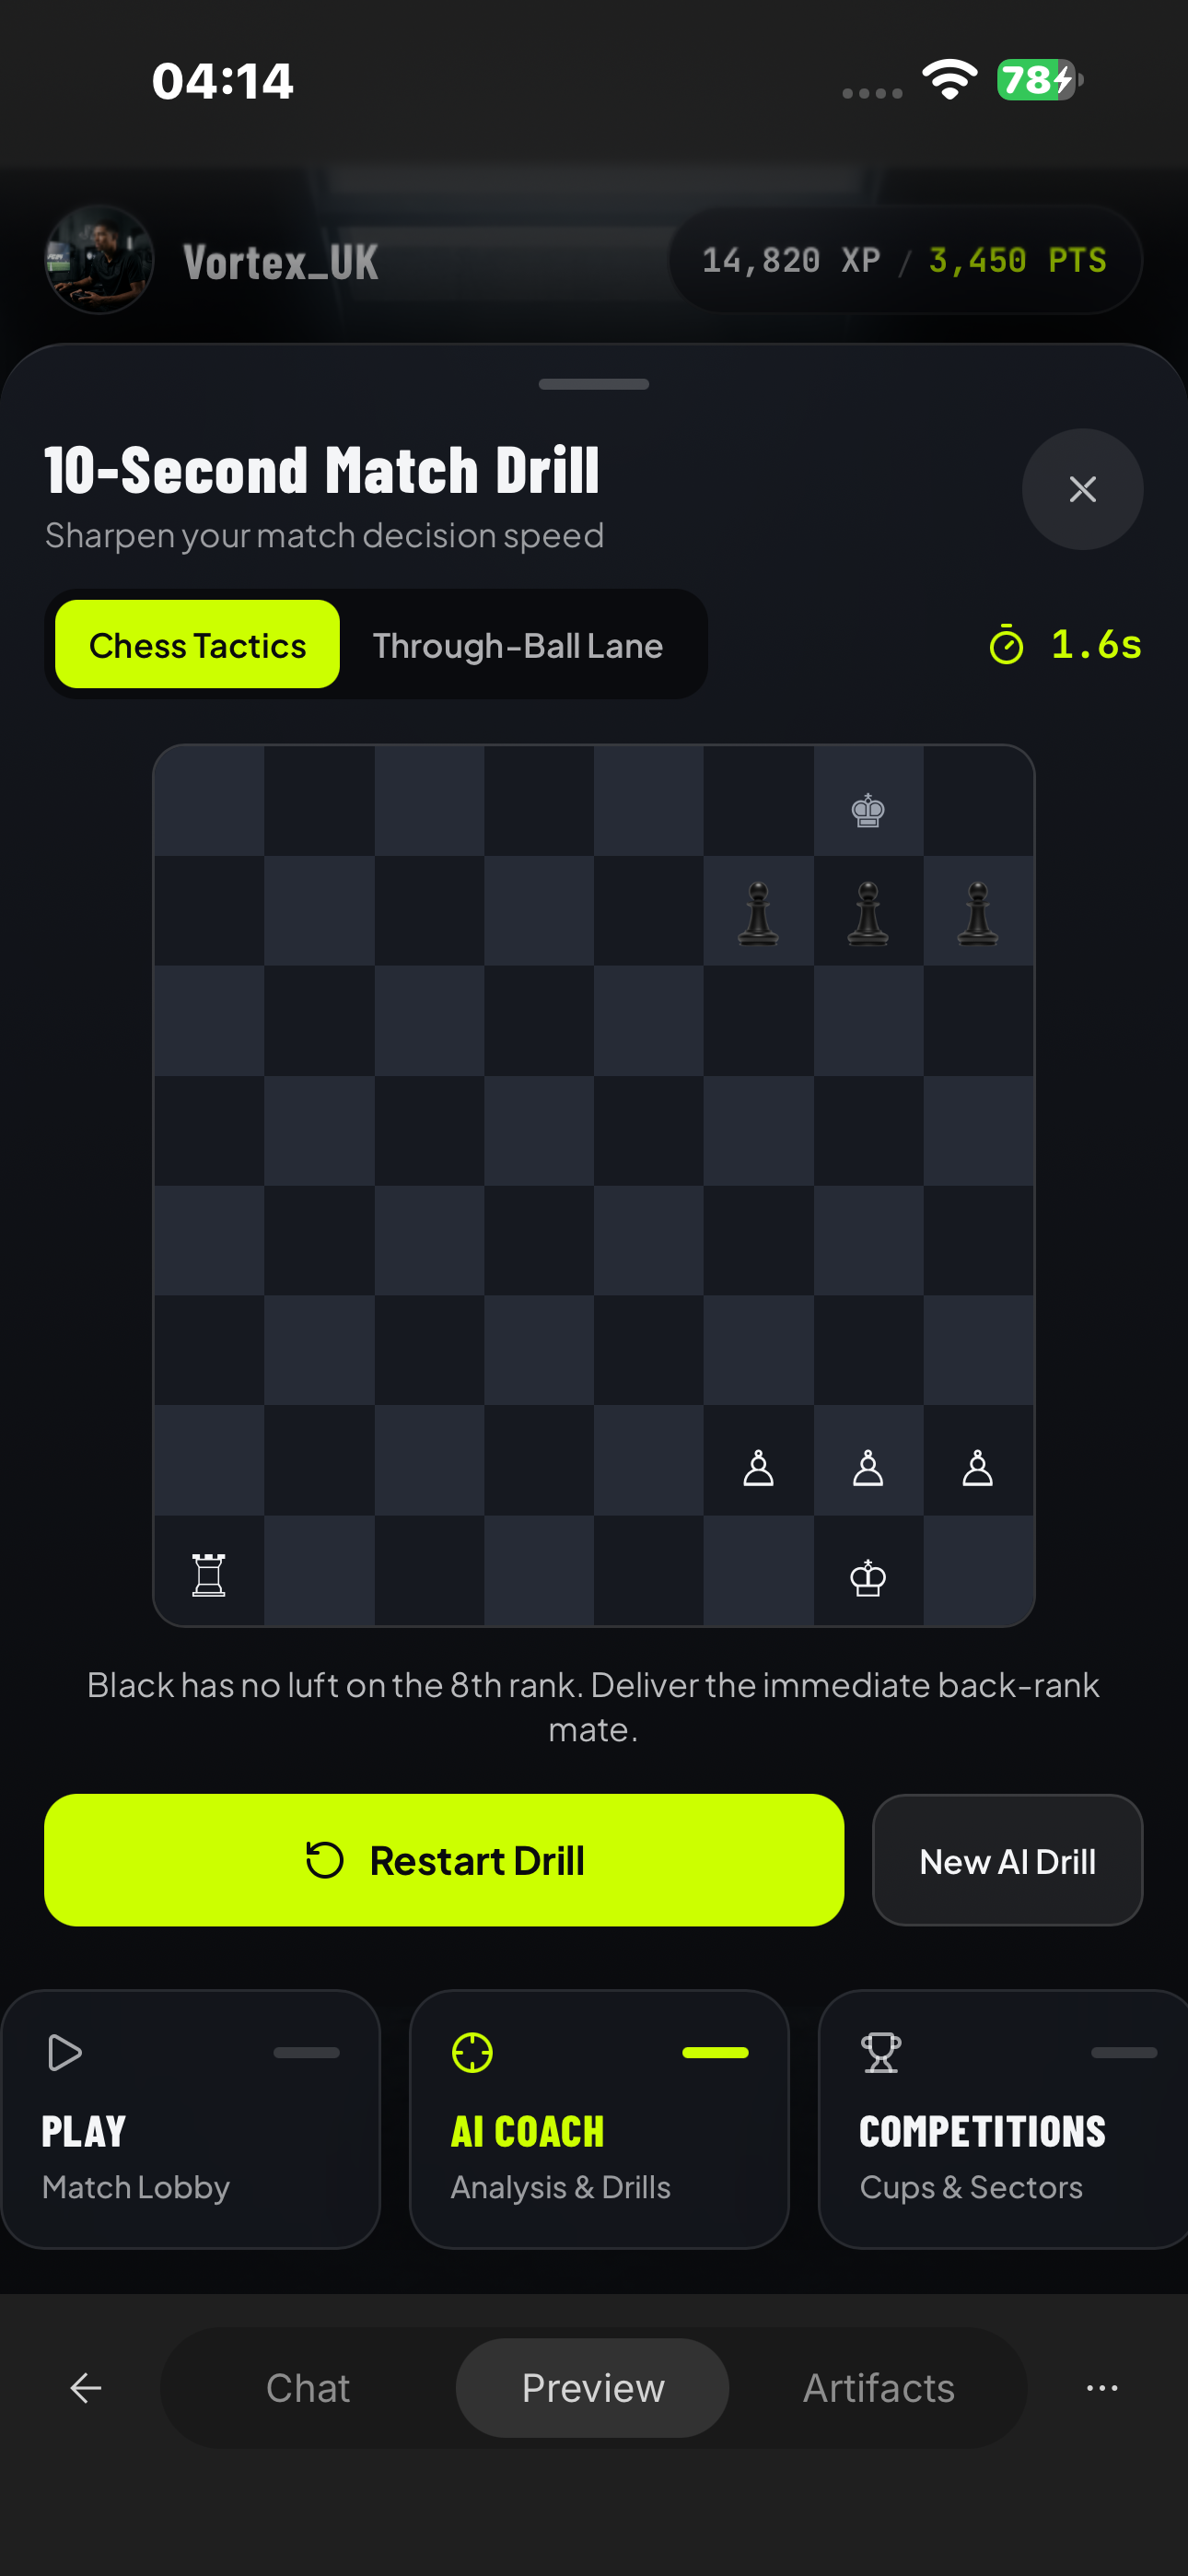 04:14
78
Vortex_UK
14,820 XP / 3,450 PTS
10-Second Match Drill
Sharpen your match decision speed
Chess Tactics
Through-Ball Lane
1.6s
Black has no luft on the 8th rank. Deliver the immediate back-rank
mate.
Restart Drill
New AI Drill
PLAY
Match Lobby
AI COACH
Analysis & Drills
COMPETITIONS
Cups & Sectors
Chat
Preview
Artifacts